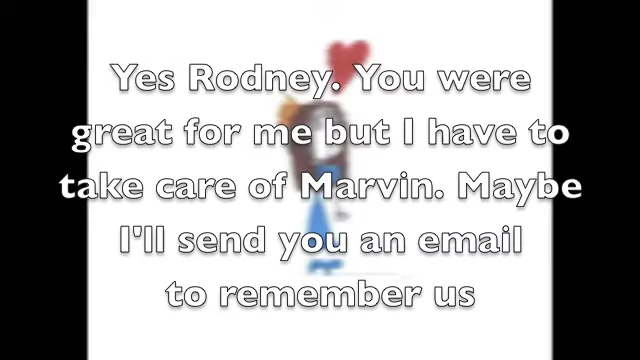 Yes Rodney. You were
great for me but I have to
take care of Marvin. Maybe
I'll send you an email
to remember us